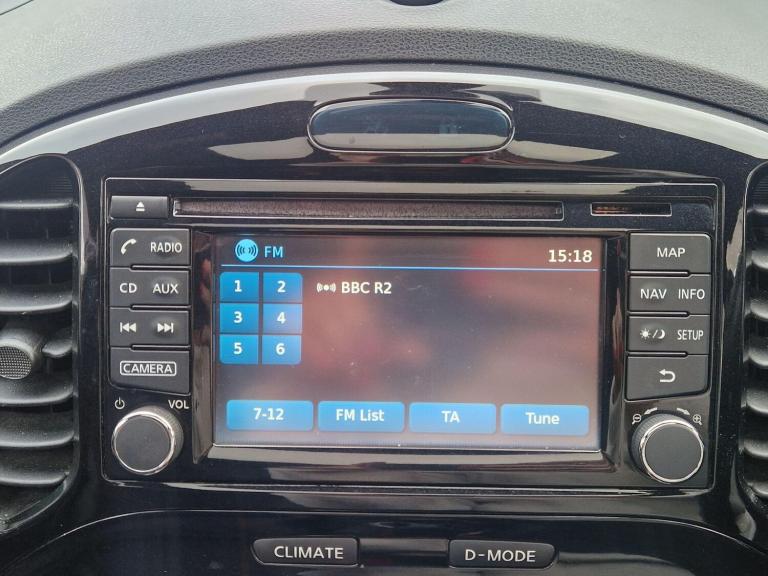 FM 15:18
RADIO
CD AUX
CAMERA
VOL
1 2
3 4
5 6
BBC R2
7-12 FM List TA Tune
MAP
NAV INFO
SETUP
CLIMATE D-MODE